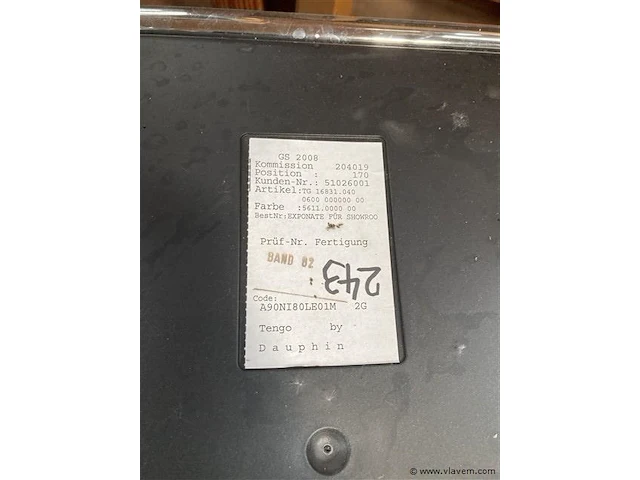 GS 2008
Kommission 204019
Position : 170
Kunden-Nr.: 51026001
Artikel:TG 16831.040
0600 000000 00
Farbe :5611.0000 00
BestNr:EXPONATE FÜR SHOWROO
Prüf-Nr. Fertigung
BAND 02
243
Code:
A90NI80LE01M 2G
Tengo by
Dauphin
© www.vlavem.com